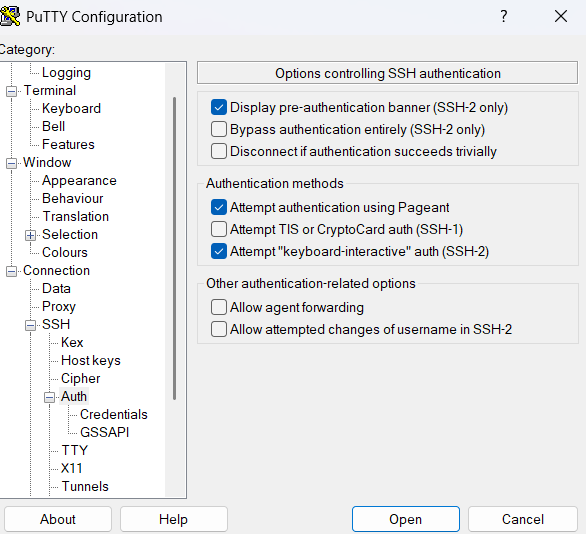 PuTTY Configuration
Category:
Logging
Terminal
Keyboard
Bell
Features
Window
Appearance
Behaviour
Translation
Selection
Colours
Connection
Data
Proxy
SSH
Kex
Host keys
Cipher
Auth
Credentials
GSSAPI
TTY
X11
Tunnels
Options controlling SSH authentication
Display pre-authentication banner (SSH-2 only)
Bypass authentication entirely (SSH-2 only)
Disconnect if authentication succeeds trivially
Authentication methods
Attempt authentication using Pageant
Attempt TIS or CryptoCard auth (SSH-1)
Attempt "keyboard-interactive" auth (SSH-2)
Other authentication-related options
Allow agent forwarding
Allow attempted changes of username in SSH-2
About
Help
Open
Cancel